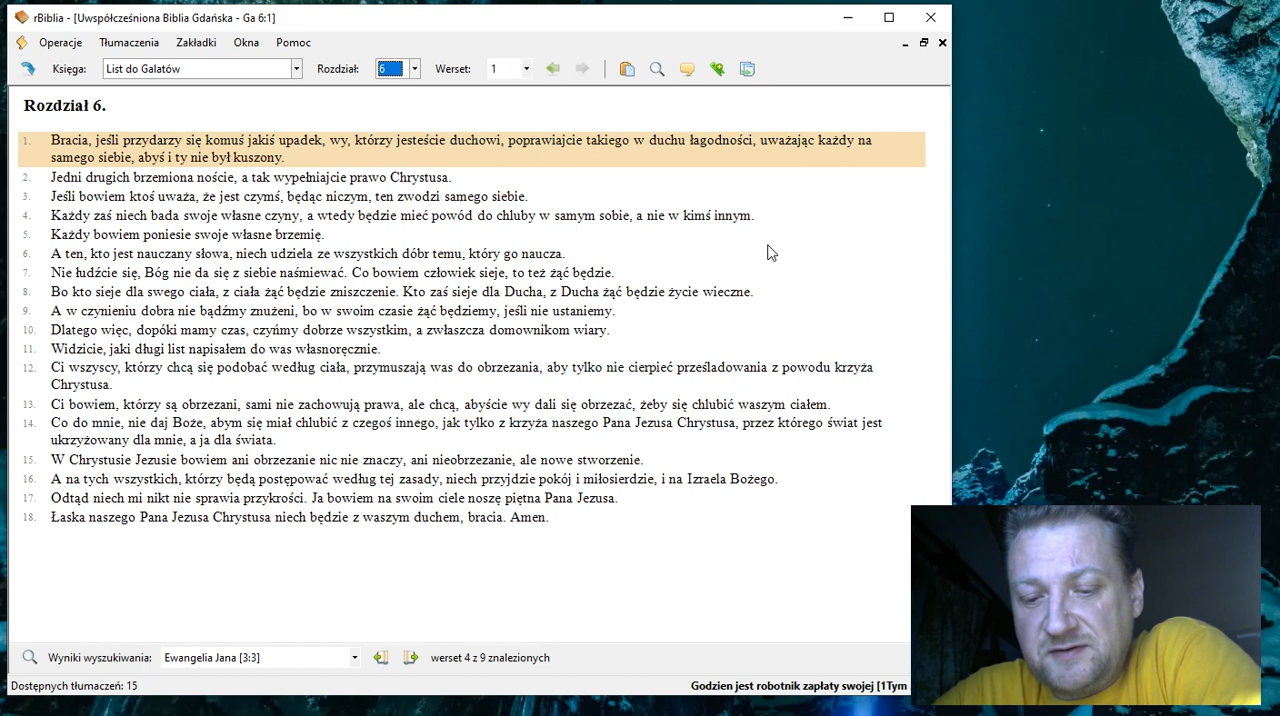 rBiblia - [Uwspółcześniona Biblia Gdańska - Ga 6:1]
Operacje Tłumaczenia Zakładki Okna Pomoc
Księga: List do Galatów Rozdział: 6 Werset: 1
Rozdział 6.
1. Bracia, jeśli przydarzy się komuś jakiś upadek, wy, którzy jesteście duchowi, poprawiajcie takiego w duchu łagodności, uważając każdy na
samego siebie, abyś i ty nie był kuszony.
2. Jedni drugich brzemiona noście, a tak wypełniajcie prawo Chrystusa.
3. Jeśli bowiem ktoś uważa, że jest czymś, będąc niczym, ten zwodzi samego siebie.
4. Każdy zaś niech bada swoje własne czyny, a wtedy będzie mieć powód do chluby w samym sobie, a nie w kimś innym.
5. Każdy bowiem poniesie swoje własne brzemię.
6. A ten, kto jest nauczany słowa, niech udziela ze wszystkich dóbr temu, który go naucza.
7. Nie łudźcie się, Bóg nie da się z siebie naśmiewać. Co bowiem człowiek sieje, to też żąć będzie.
8. Bo kto sieje dla swego ciała, z ciała żąć będzie zniszczenie. Kto zaś sieje dla Ducha, z Ducha żąć będzie życie wieczne.
9. A w czynieniu dobra nie bądźmy znużeni, bo w swoim czasie żąć będziemy, jeśli nie ustaniemy.
10. Dlatego więc, dopóki mamy czas, czyńmy dobrze wszystkim, a zwłaszcza domownikom wiary.
11. Widzicie, jaki długi list napisałem do was własnoręcznie.
12. Ci wszyscy, którzy chcą się podobać według ciała, przymuszają was do obrzezania, aby tylko nie cierpieć prześladowania z powodu krzyża
Chrystusa.
13. Ci bowiem, którzy są obrzezani, sami nie zachowują prawa, ale chcą, abyście wy dali się obrzezać, żeby się chlubić waszym ciałem.
14. Co do mnie, nie daj Boże, abym się miał chlubić z czegoś innego, jak tylko z krzyża naszego Pana Jezusa Chrystusa, przez którego świat jest
ukrzyżowany dla mnie, a ja dla świata.
15. W Chrystusie Jezusie bowiem ani obrzezanie nic nie znaczy, ani nieobrzezanie, ale nowe stworzenie.
16. A na tych wszystkich, którzy będą postępować według tej zasady, niech przyjdzie pokój i miłosierdzie, i na Izraela Bożego.
17. Odtąd niech mi nikt nie sprawia przykrości. Ja bowiem na swoim ciele noszę piętna Pana Jezusa.
18. Łaska naszego Pana Jezusa Chrystusa niech będzie z waszym duchem, bracia. Amen.
Wyniki wyszukiwania: Ewangelia Jana [3:3] werset 4 z 9 znalezionych
Dostępnych tłumaczeń: 15 Godzien jest robotnik zapłaty swojej [1Tym